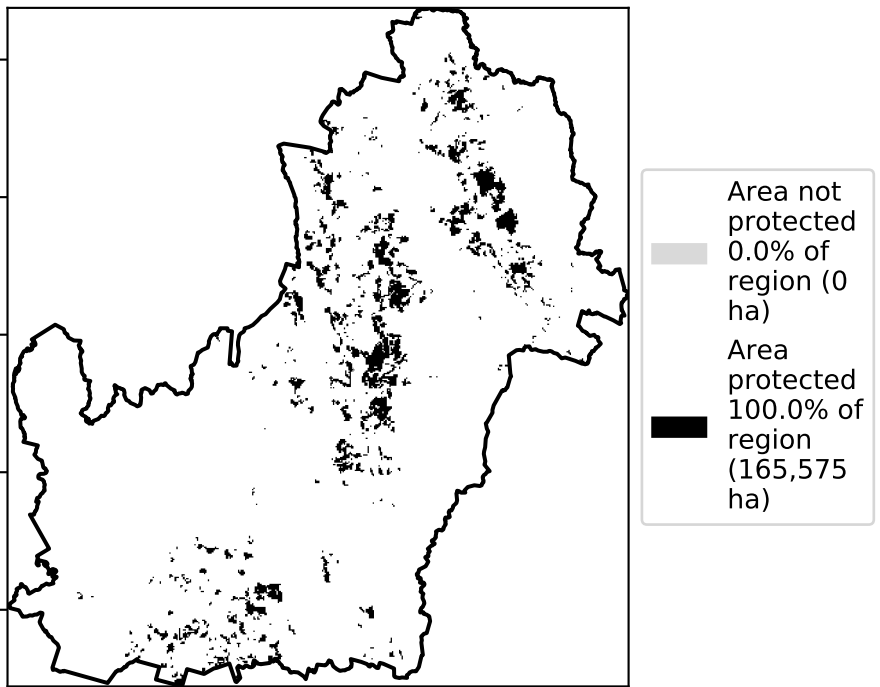 Area not
protected
0.0% of
region (0
ha)
Area
protected
100.0% of
region
(165,575
ha)